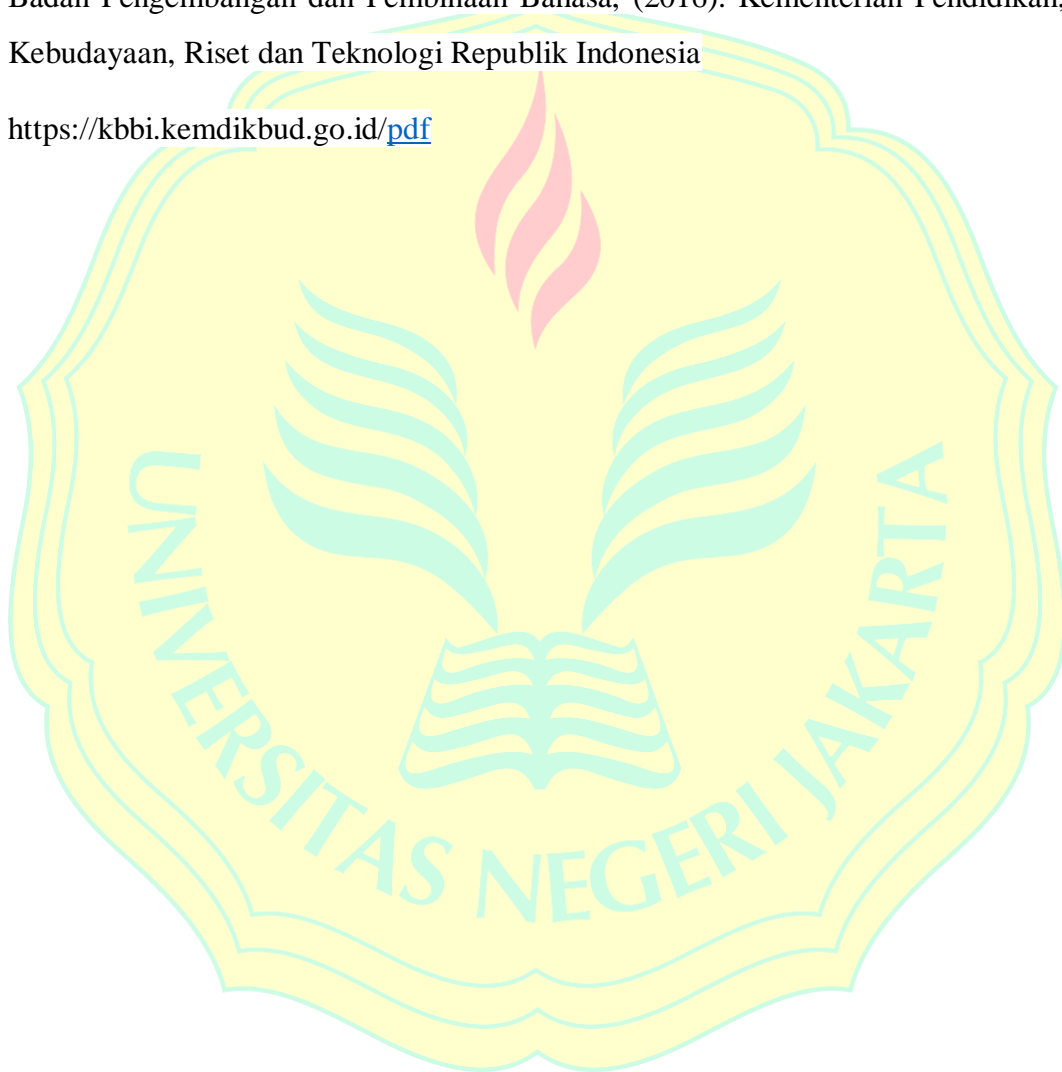 Badan Pengembangan dan Pembinaan Bahasa, (2016). Kementerian Pendidikan,
Kebudayaan, Riset dan Teknologi Republik Indonesia
https://kbbi.kemdikbud.go.id/pdf
UNIVERSITAS NEGERI JAKARTA